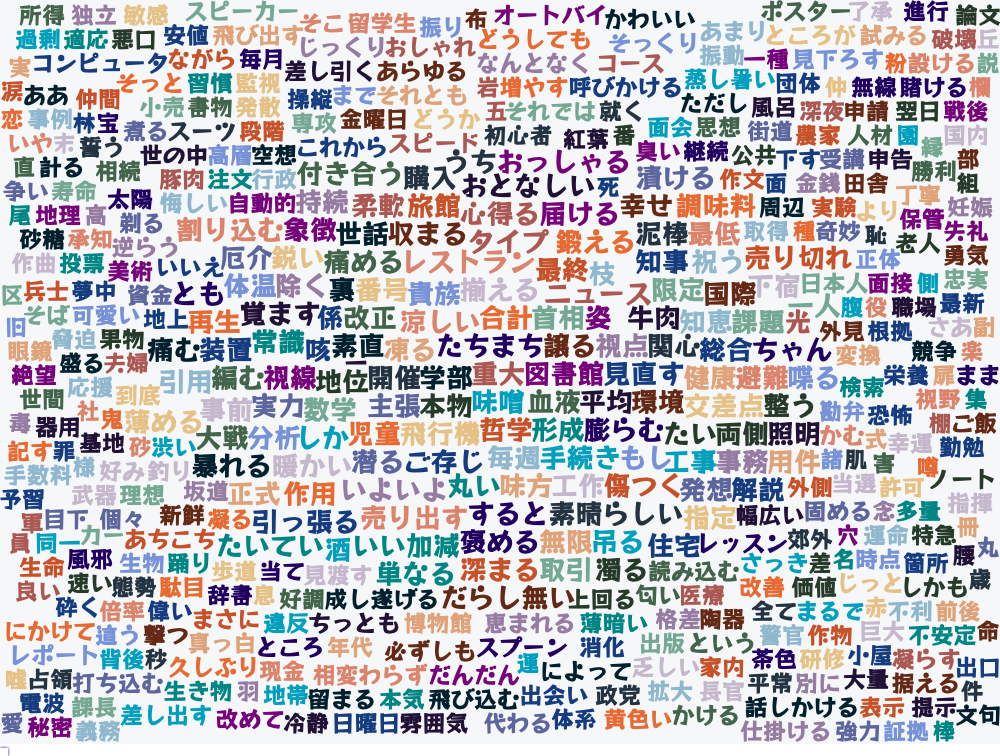 所得 独立 敏感 スピーカー そこ 留学生 振り 布 オートバイ かわいい ポスター 了承 進行 論文
過剰 適応 悪口 安値 飛び出す じっくり おしゃれ どうしても そっくり あまり ところが 試みる 破壊 丘
実 コンピュータ ながら 毎月 差し引く あらゆる なんとなく コース 振動 一種 見下ろす 粉 設ける 説
涙 ああ 仲間 そっと 習慣 監視 操縦 まで それとも 岩 増やす 呼びかける 蒸し暑い 団体 仲 無線 賭ける 欄
恋 事例 林 宝 小売 書物 発散 専攻 金曜日 どうか 五 それでは 就く ただし 風呂 深夜 申請 翌日 戦後
いや 末 誓う 煮る スーツ 段階 これから スピード 初心者 紅葉 番 面会 思想 街道 農家 人材 園 緑 国内
直 計る 相続 世の中 高層 空想 付き合う 購入 うち おっしゃる 臭い 継続 公共 下す 受講 申告 勝利 部
争い 寿命 太陽 豚肉 注文 行政 おとなしい 死 漬ける 作文 面 金銭 田舎 丁寧 組
尾 地理 高 剃る 悔しい 自動的 持続 柔軟 旅館 心得る 届ける 幸せ 調味料 周辺 実験 より 保管 妊娠
砂糖 承知 逆らう 割り込む 象徴 世話 収まる タイプ 鍛える 泥棒 最低 取得 種 奇妙 恥 老人 失礼
作曲 投票 美術 いいえ 厄介 鋭い 痛める レストラン 最終 枝 知事 祝う 売り切れ 正体 勇気
区 兵士 夢中 資金 とも 体温 除く 裏 番号 貴族 揃える ニュース 限定 国際 下宿 日本人 面接 側 忠実
旧 そば 可愛い 地上 再生 覚ます 係 改正 涼しい 合計 首相 姿 牛肉 知恵 課題 光 一人 腹 役 職場 最新
眼鏡 脅迫 果物 痛む 装置 常識 咳 素直 凍る たちまち 譲る 視点 関心 総合 ちゃん 外見 根拠 さあ 副
絶望 盛る 夫婦 引用 編む 視線 地位 開催 学部 重大 図書館 見直す 健康 避難 喋る 変換 競争 楽
世間 応援 到底 事前 実力 数学 主張 本物 味噌 血液 平均 環境 交差点 整う 検索 栄養 扉 まま
毒 器用 社 鬼 薄める 大戦 分析 しか 児童 飛行機 哲学 形成 膨らむ たい 両側 照明 勘弁 恐怖 視野 集
記す 罪 基地 砂 渋い 暴れる 暖かい 潜る ご存じ 毎週 手続き もし 工事 事務 用件 かむ 式 幸運 棚 ご飯
手数料 様 好み 釣り 坂道 正式 作用 いよいよ 丸い 味方 工作 傷つく 発想 解説 諸 肌 害 噂 勤勉
予習 武器 理想 新鮮 凝る 引っ張る 売り出す すると 素晴らしい 指定 幅広い 外側 当選 許可 ノート
軍 目下 個々 あちこち たいてい 酒 いい加減 褒める 無限 吊る 住宅 レッスン 固める 念 多量 指揮
員 同一 カー 生物 踊り 歩道 当て 見渡す 単なる 深まる 取引 濁る 読み込む 郊外 穴 運命 特急 冊
生命 風邪 態勢 駄目 辞書 息 好調 成し遂げる だらし無い 上回る 匂い 医療 さっき 差 名 時点 箇所 腰 丸
良い 速い 倍率 偉い まさに 違反 ちっとも 博物館 恵まれる 薄暗い 格差 陶器 改善 価値 じっと しかも 歳
砕く 違う 撃つ 真っ白 ところ 年代 必ずしも スプーン 消化 出版 という 全て まるで 赤 不利 前後
にかけて 背後 秒 久しぶり 現金 相変わらず だんだん 運 によって 乏しい 家内 警官 作物 巨大 不安定 命
レポート 占領 打ち込む 生き物 羽 地帯 留まる 本気 飛び込む 出会い 政党 拡大 長官 茶色 研修 小屋 凝らす 出口
嘘 電波 課長 差し出す 改めて 冷静 日曜日 雰囲気 代わる 体系 黄色い かける 平常 別に 大量 据える 件
愛 秘密 義務 話しかける 表示 提示 文句
仕掛ける 強力 証拠 棒